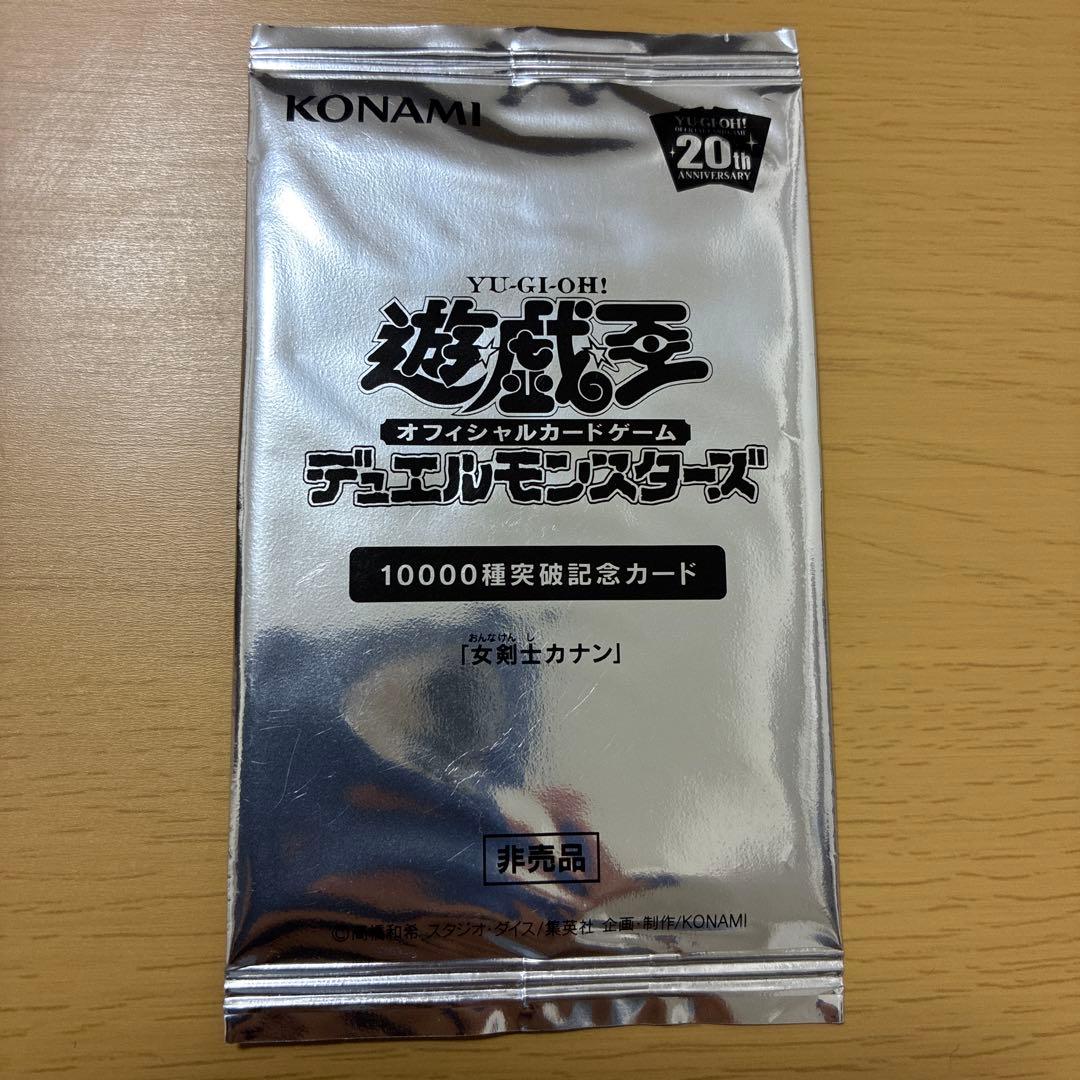 KONAMI
YU-GI-OH!
OFFICIAL CARD GAME
20th
ANNIVERSARY
YU-GI-OH!
遊戯王
オフィシャルカードゲーム
デュエルモンスターズ
10000種突破記念カード
おんなけんし
「女剣士カナン」
非売品
©高橋和希 スタジオ・ダイス/集英社 企画・制作/KONAMI